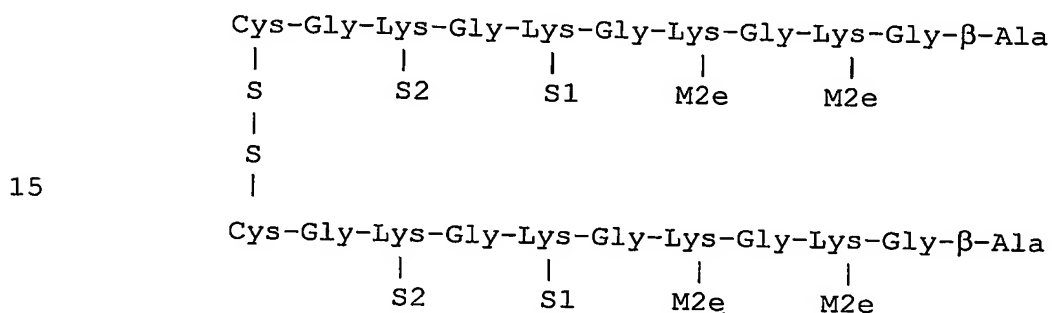 Cys-Gly-Lys-Gly-Lys-Gly-Lys-Gly-Lys-Gly-β-Ala
| | | | |
S S2 S1 M2e M2e
|
S
15 |
Cys-Gly-Lys-Gly-Lys-Gly-Lys-Gly-Lys-Gly-β-Ala
| | | |
S2 S1 M2e M2e